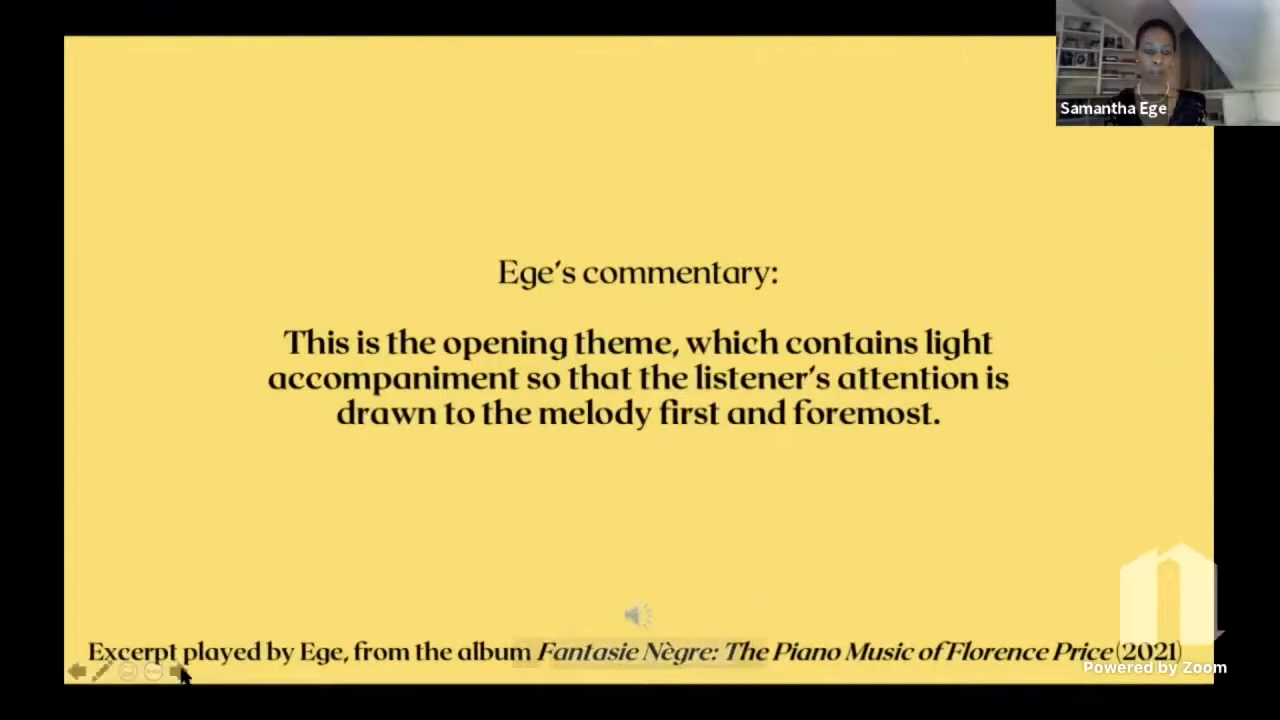 Samantha Ege
Ege's commentary:
This is the opening theme, which contains light
accompaniment so that the listener's attention is
drawn to the melody first and foremost.
Excerpt played by Ege, from the album Fantasie Nègre: The Piano Music of Florence Price (2021)
Powered by Zoom